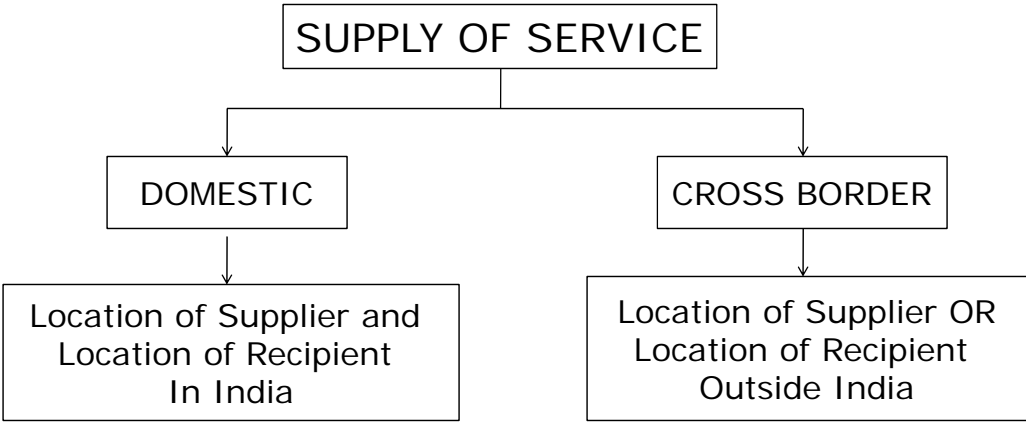 SUPPLY OF SERVICE
DOMESTIC
CROSS BORDER
Location of Supplier and
Location of Recipient
In India
Location of Supplier OR
Location of Recipient
Outside India